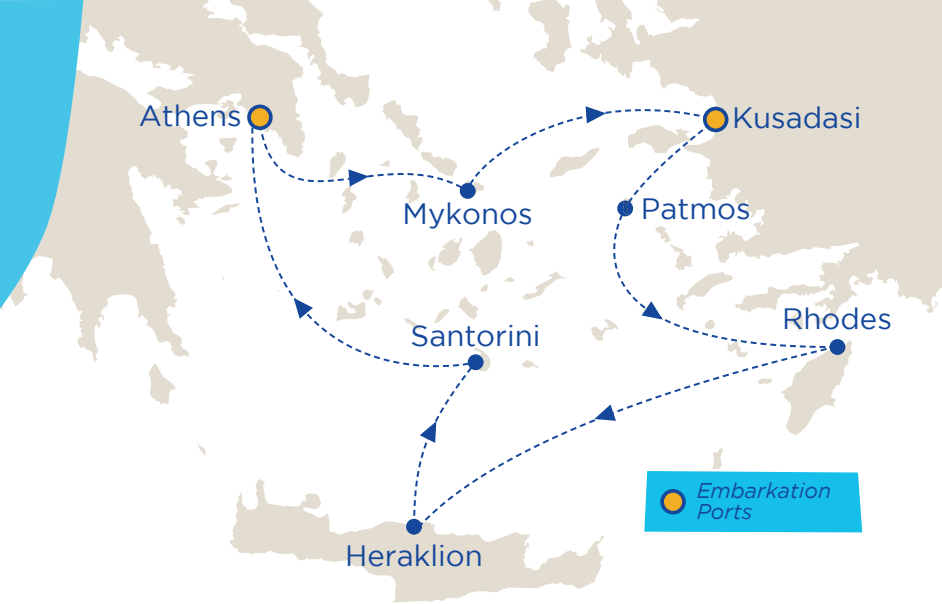 Athens
Kusadasi
Mykonos
Patmos
Rhodes
Santorini
Embarkation
Ports
Heraklion